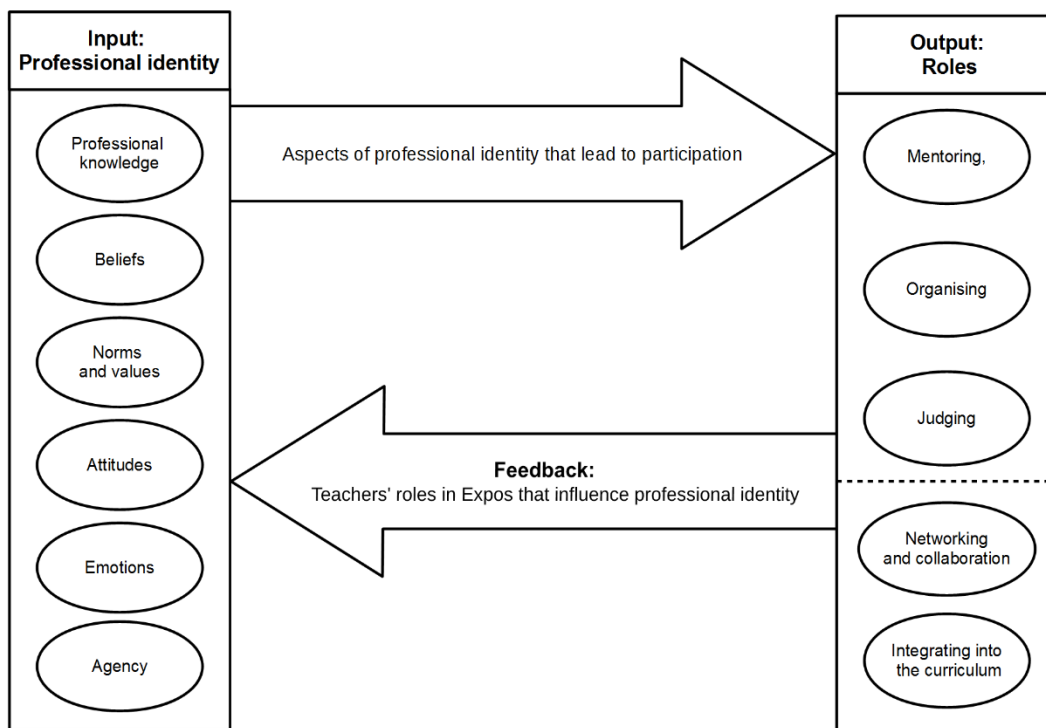 Input:
Professional identity
Professional
knowledge
Beliefs
Norms
and values
Attitudes
Emotions
Agency
Aspects of professional identity that lead to participation
Feedback:
Teachers' roles in Expos that influence professional identity
Output:
Roles
Mentoring,
Organising
Judging
Networking
and collaboration
Integrating into
the curriculum